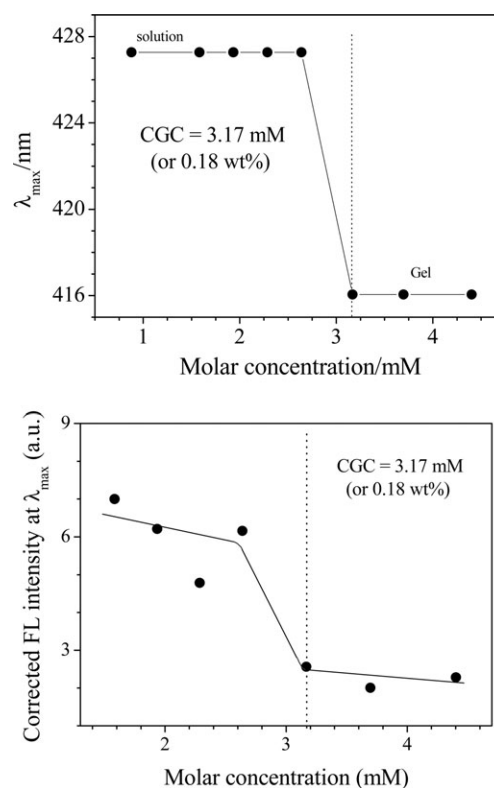 428
424
420
416
λmax/nm
solution
CGC = 3.17 mM
(or 0.18 wt%)
Gel
1 2 3 4
Molar concentration/mM
9
6
3
Corrected FL intensity at λmax (a.u.)
CGC = 3.17 mM
(or 0.18 wt%)
2 3 4
Molar concentration (mM)